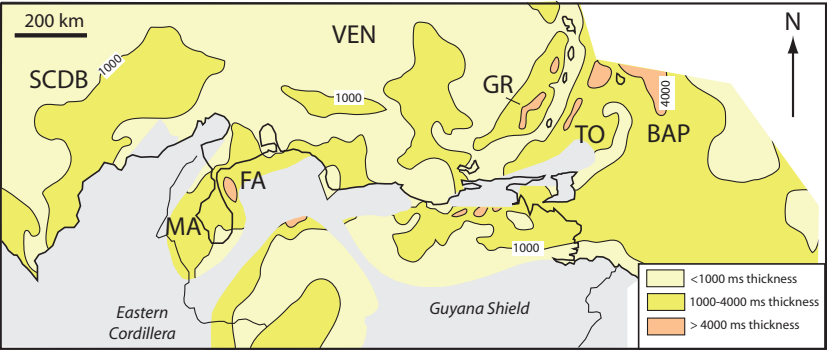 200 km
VEN
N
SCDB
1000
GR
1000
4000
TO
BAP
FA
MA
1000
Eastern
Cordillera
Guyana Shield
<1000 ms thickness
1000-4000 ms thickness
> 4000 ms thickness